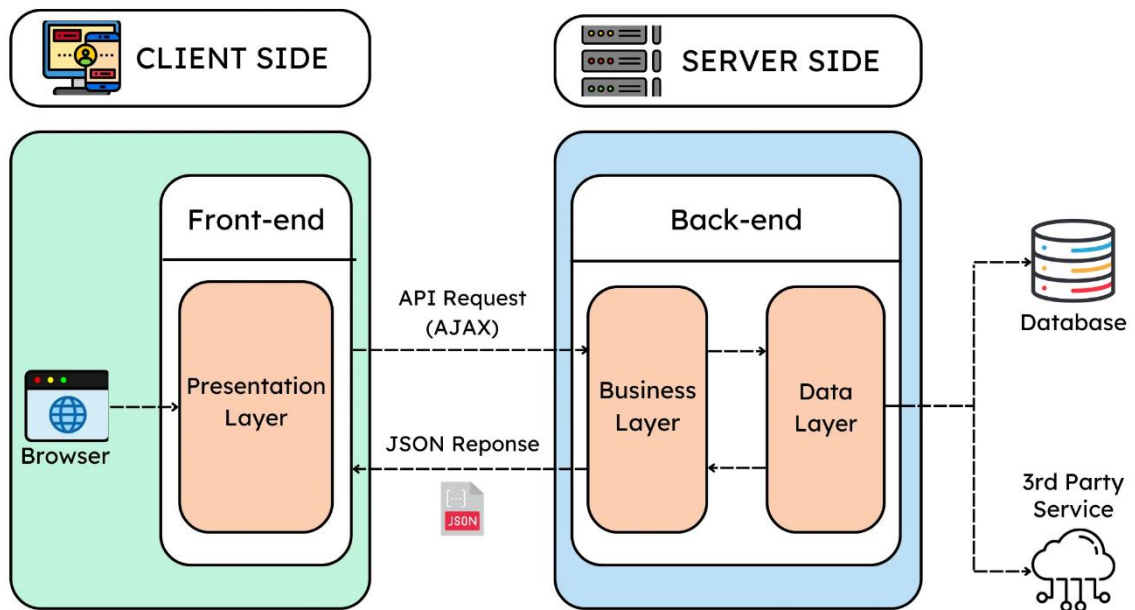 CLIENT SIDE
SERVER SIDE
Front-end
Back-end
API Request
(AJAX)
Presentation
Layer
Business
Layer
Data
Layer
Browser
JSON Reponse
{...}
JSON
Database
3rd Party
Service